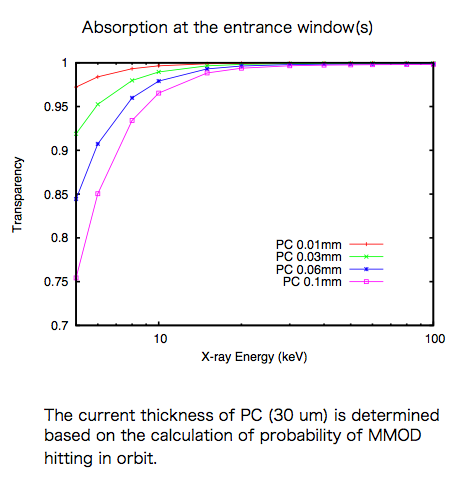 Absorption at the entrance window(s)
1
0.95
0.9
0.85
0.8
0.75
0.7
Transparency
PC 0.01mm
PC 0.03mm
PC 0.06mm
PC 0.1mm
10
100
X-ray Energy (keV)
The current thickness of PC (30 um) is determined
based on the calculation of probability of MMOD
hitting in orbit.